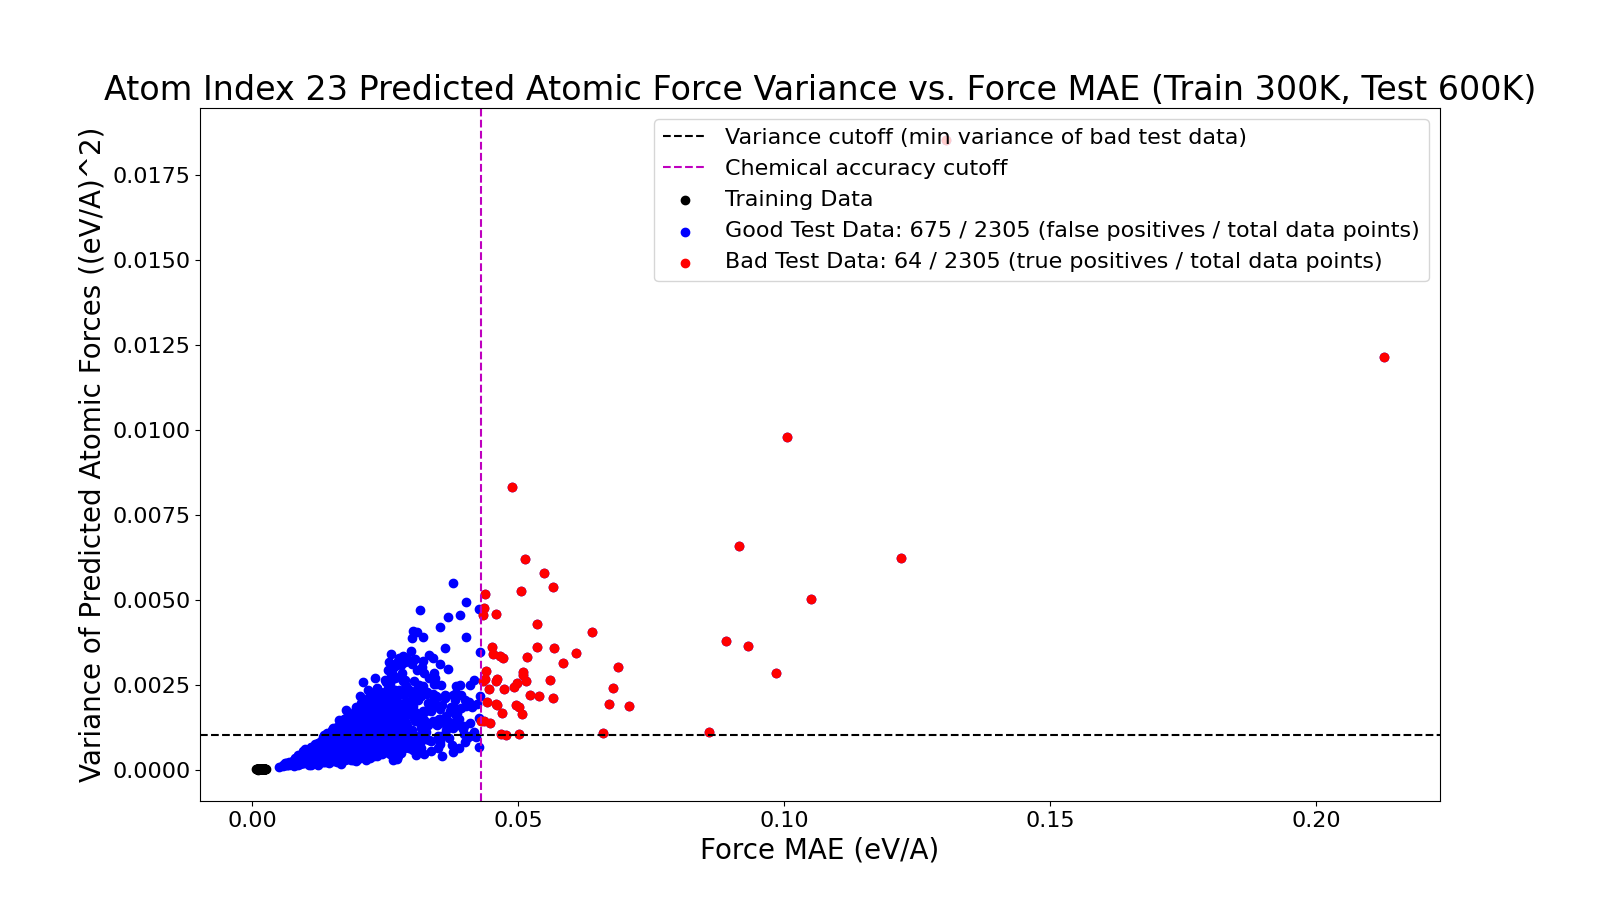 Atom Index 23 Predicted Atomic Force Variance vs. Force MAE (Train 300K, Test 600K)
Variance of Predicted Atomic Forces ((eV/A)^2)
Variance cutoff (min variance of bad test data)
Chemical accuracy cutoff
Training Data
Good Test Data: 675 / 2305 (false positives / total data points)
Bad Test Data: 64 / 2305 (true positives / total data points)
0.0175
0.0150
0.0125
0.0100
0.0075
0.0050
0.0025
0.0000
0.00 0.05 0.10 0.15 0.20
Force MAE (eV/A)